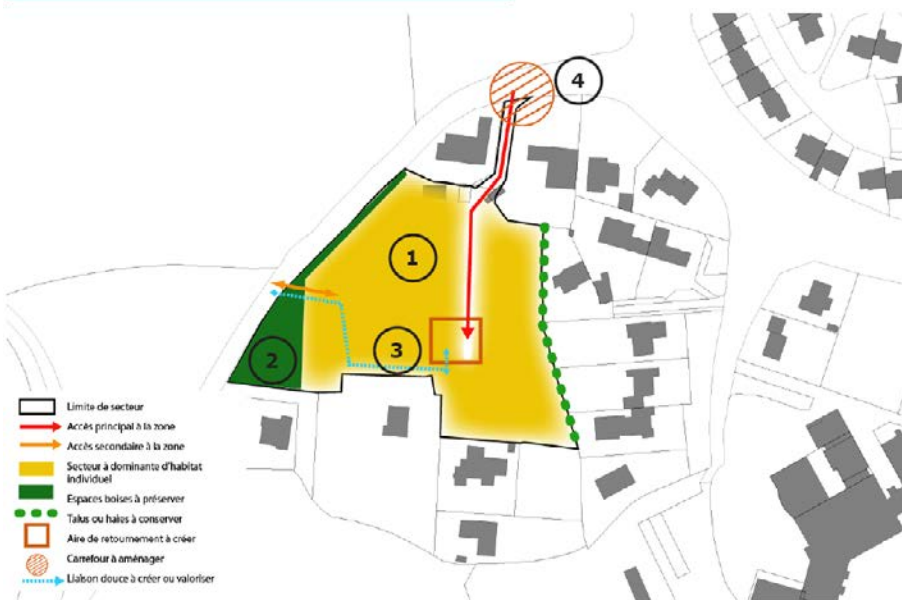 4
1
3
2
Limite de secteur
Accès principal à la zone
Accès secondaire à la zone
Secteur à dominante d'habitat
individuel
Espaces boises à préserver
Talus ou haies à conserver
Aire de retournement à créer
Carrefour à aménager
Liaison douce à créer ou valoriser